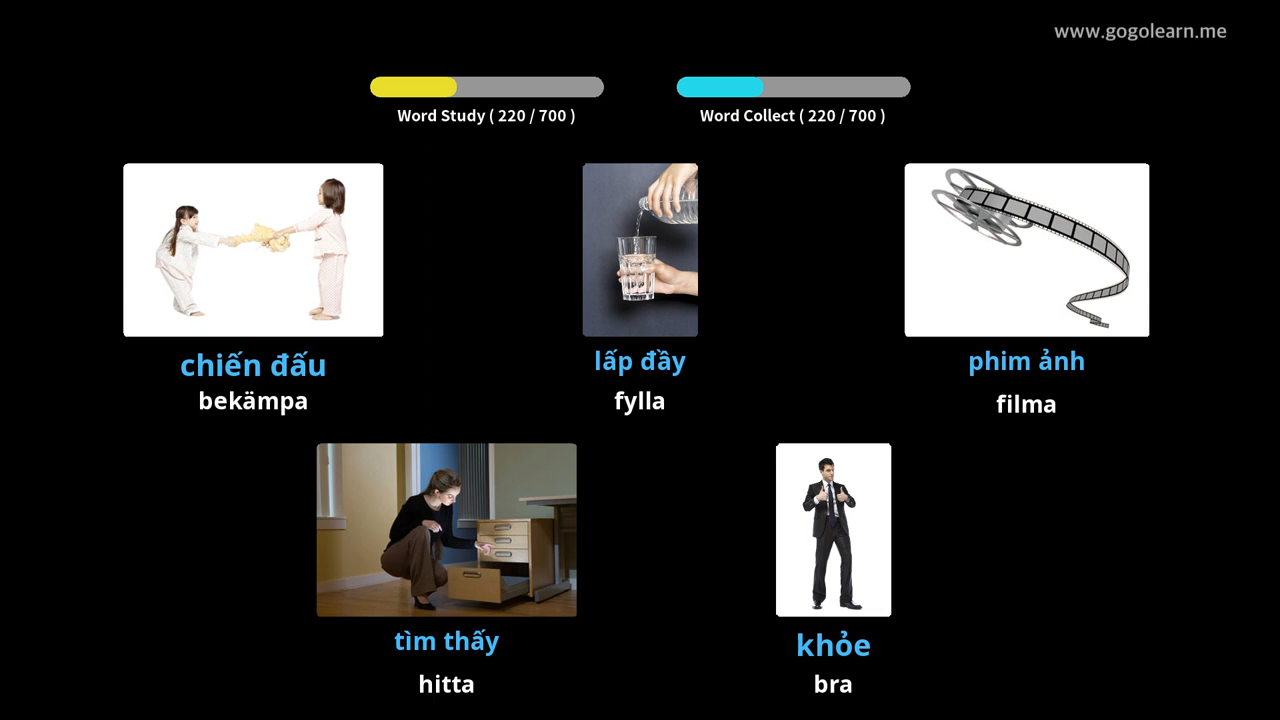 www.gogolearn.me
Word Study ( 220 / 700 )
Word Collect ( 220 / 700 )
chiến đấu
bekämpa
lấp đầy
fylla
phim ảnh
filma
tìm thấy
hitta
khỏe
bra